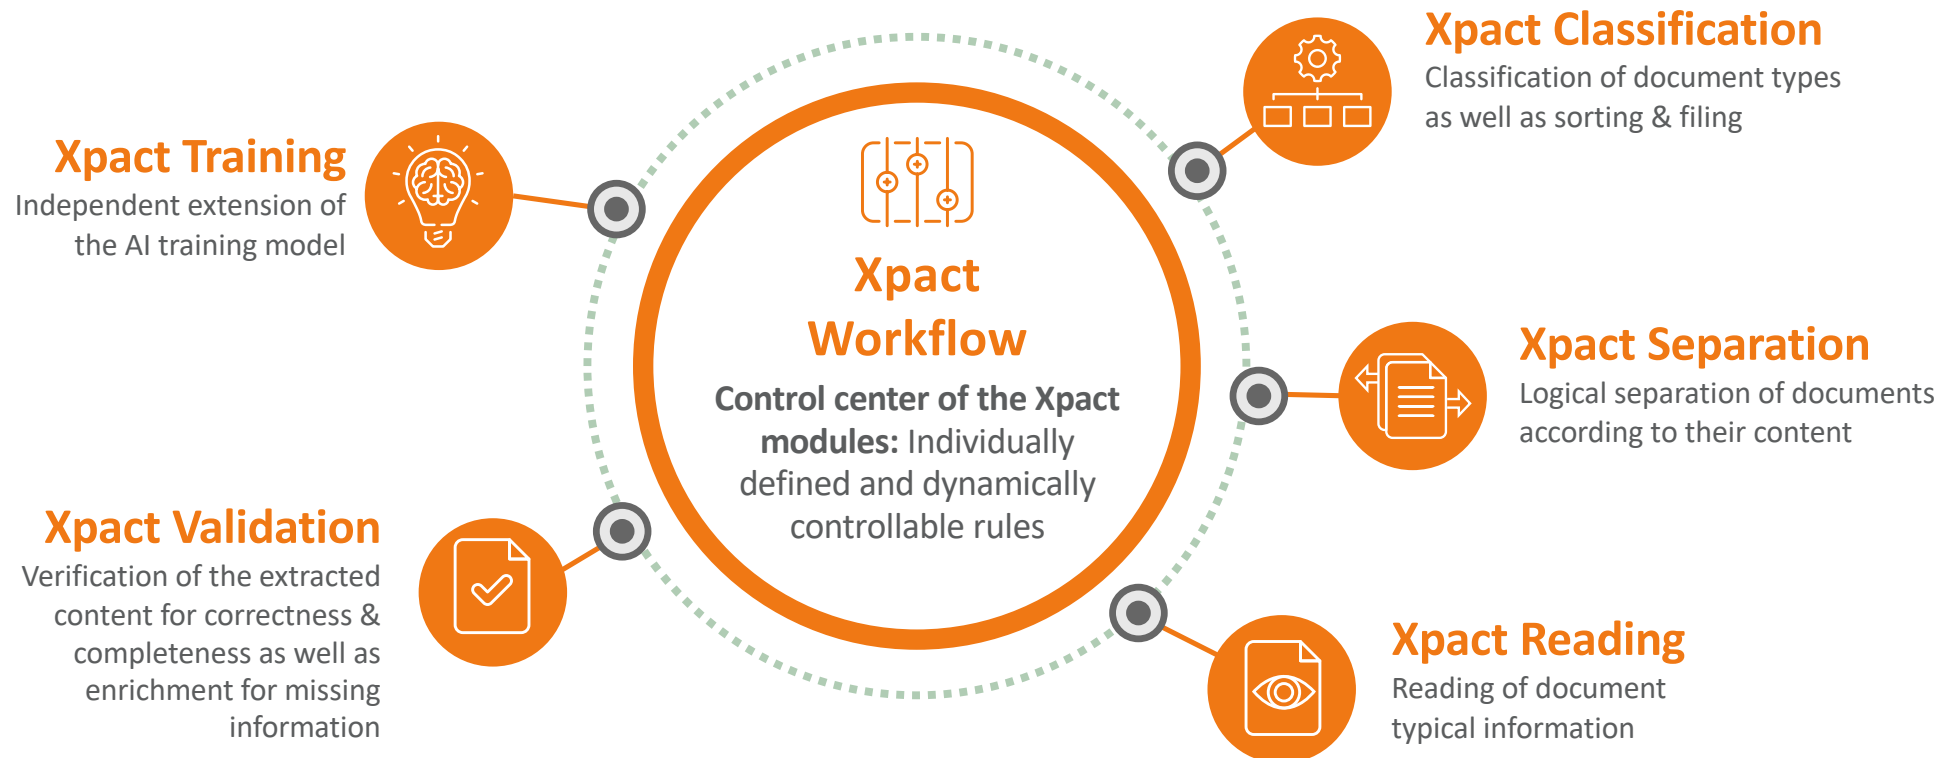 Xpact Training
Independent extension of
the AI training model
Xpact Validation
Verification of the extracted
content for correctness &
completeness as well as
enrichment for missing
information
Xpact
Workflow
Control center of the Xpact
modules: Individually
defined and dynamically
controllable rules
Xpact Classification
Classification of document types
as well as sorting & filing
Xpact Separation
Logical separation of documents
according to their content
Xpact Reading
Reading of document
typical information